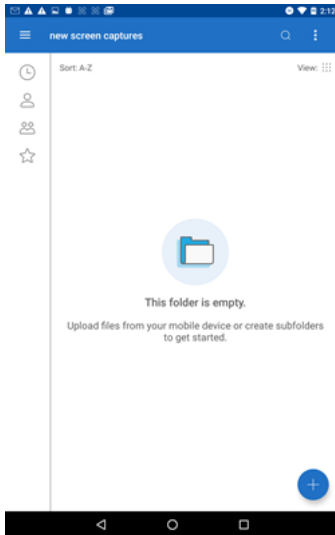 2:12
new screen captures
Sort: A-Z
View:
This folder is empty.
Upload files from your mobile device or create subfolders
to get started.